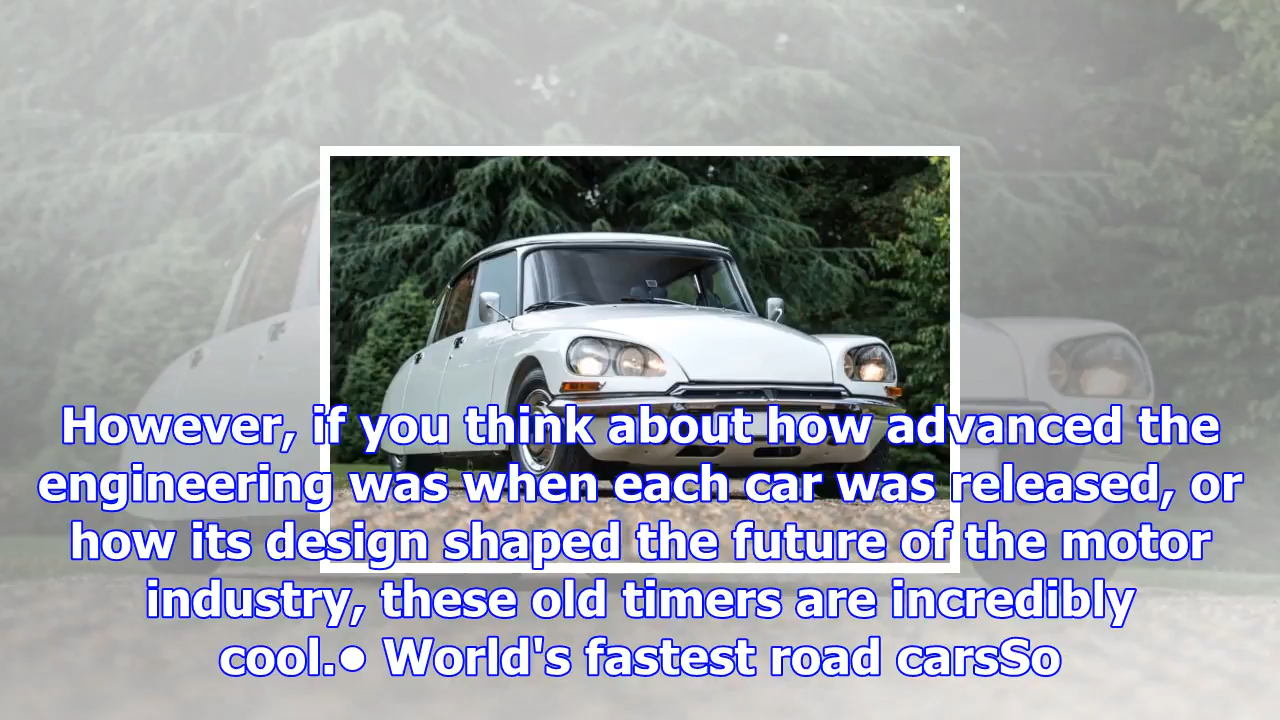 However, if you think about how advanced the
engineering was when each car was released, or
how its design shaped the future of the motor
industry, these old timers are incredibly
cool.● World's fastest road carsSo